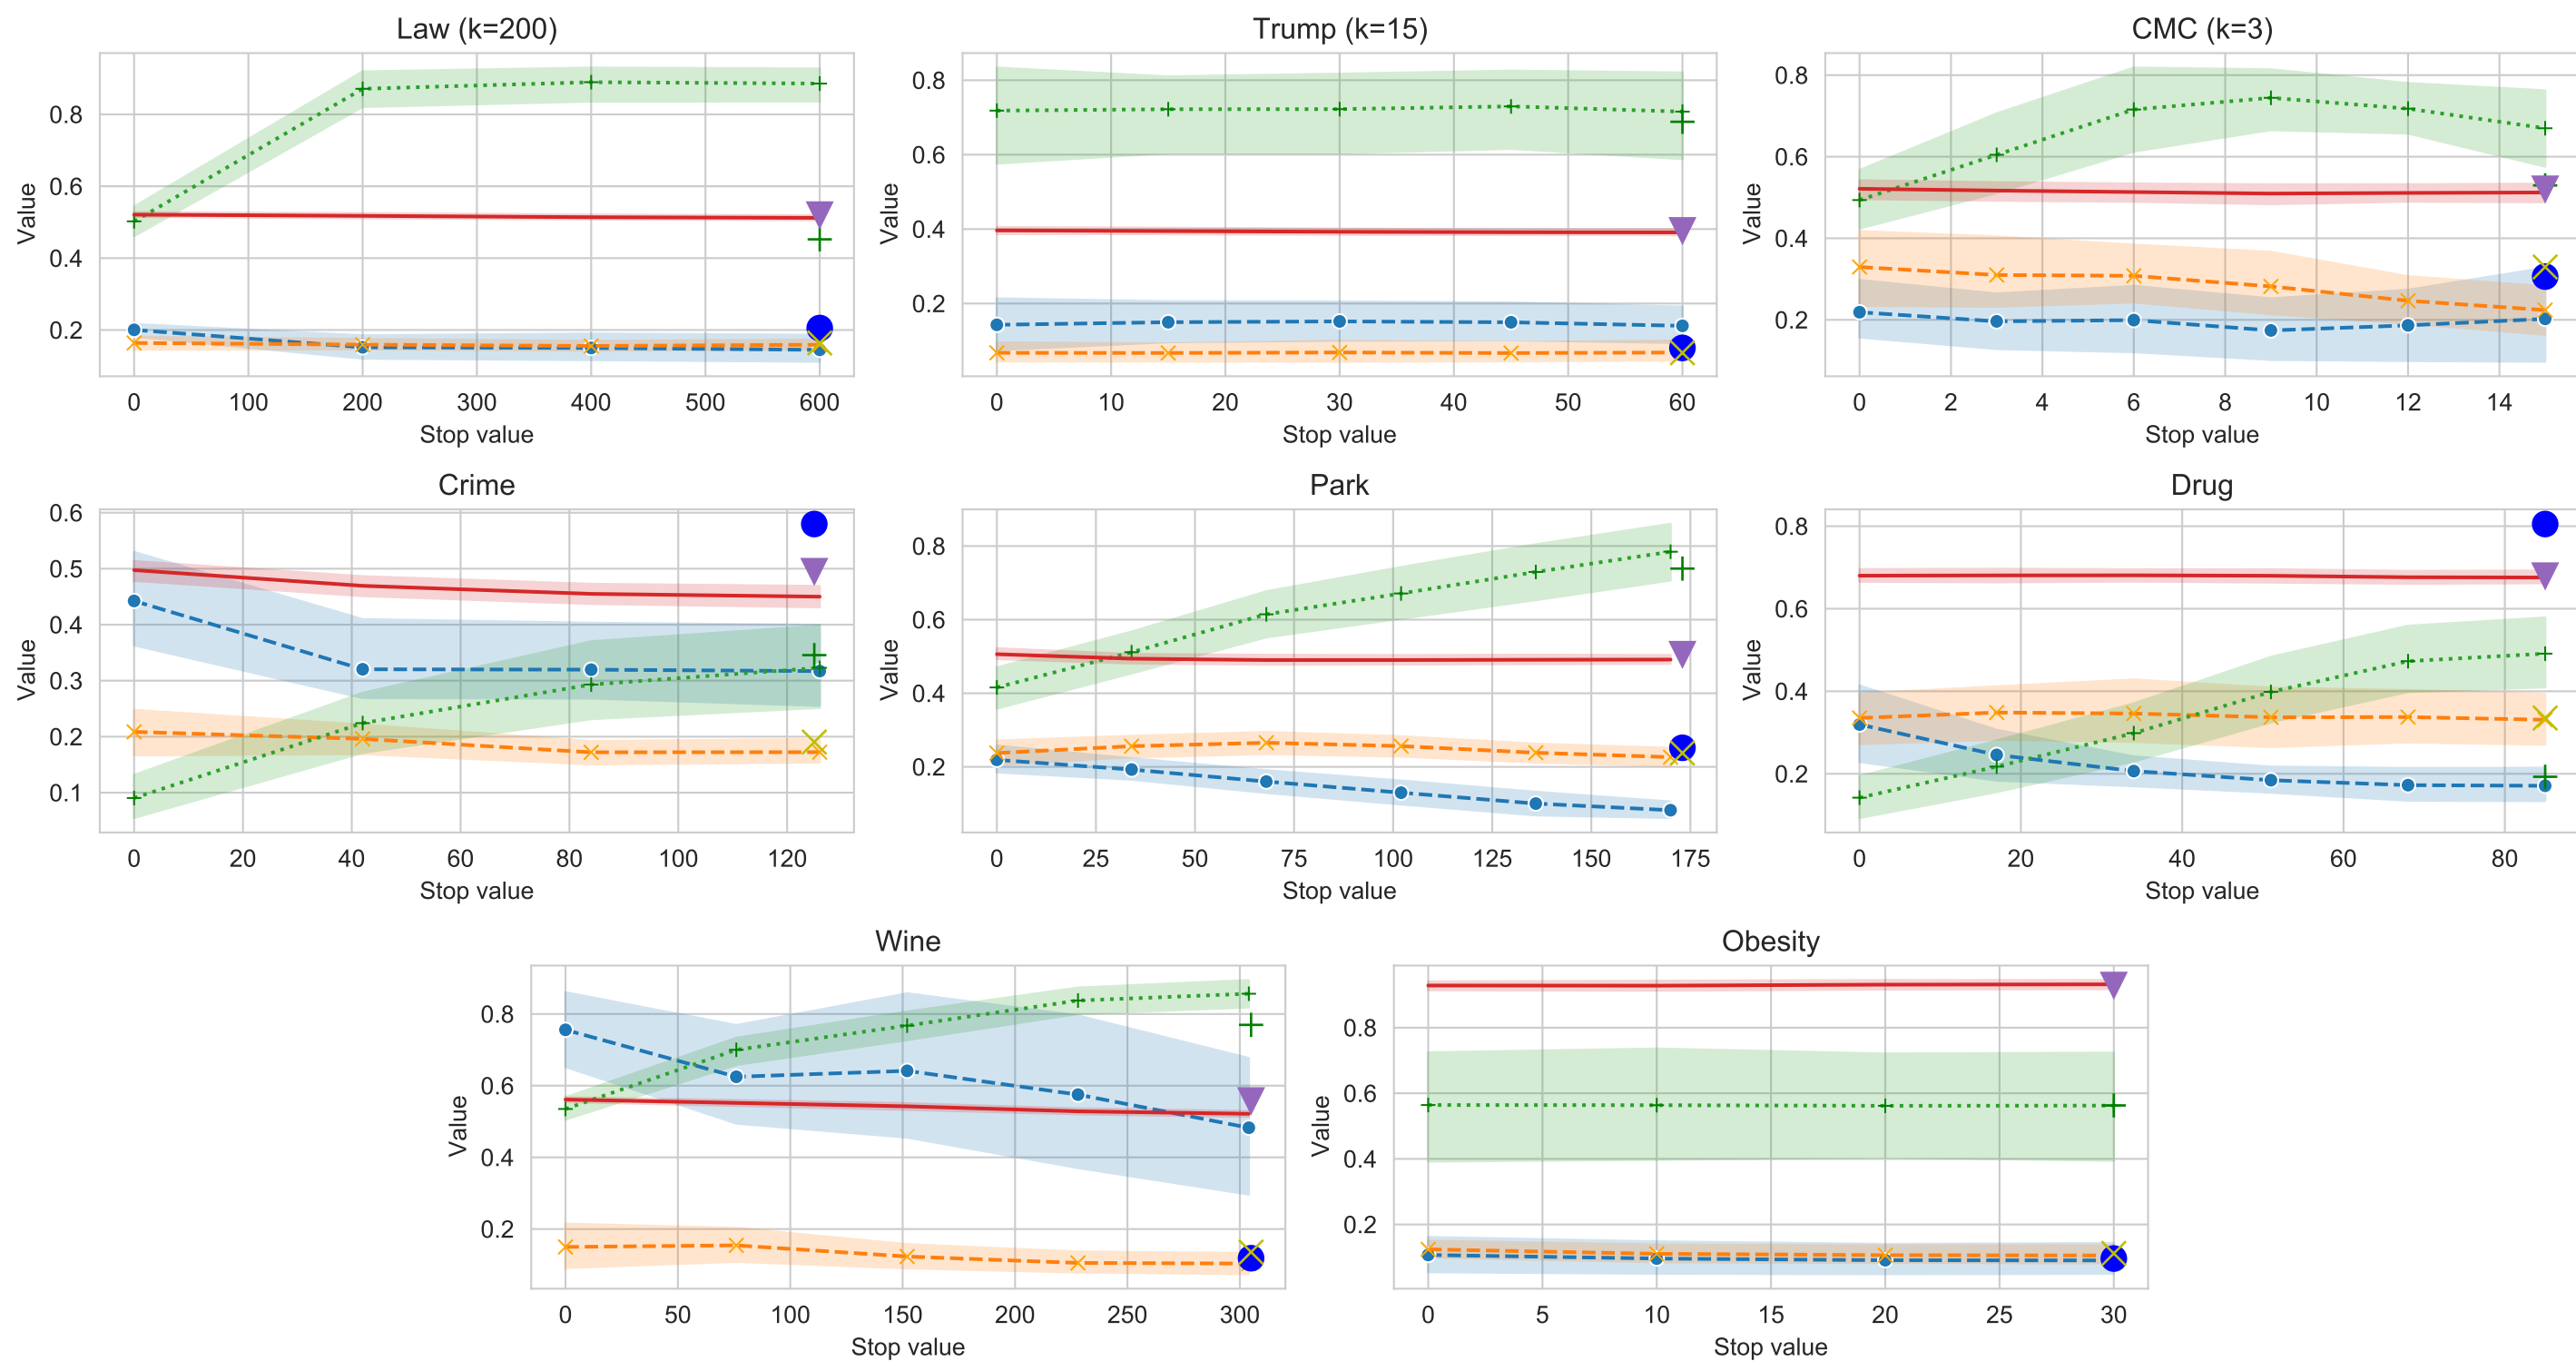 Law (k=200)
Value
0.8
0.6
0.4
0.2
0 100 200 300 400 500 600
Stop value
Trump (k=15)
Value
0.8
0.6
0.4
0.2
0 10 20 30 40 50 60
Stop value
CMC (k=3)
Value
0.8
0.6
0.4
0.2
0 2 4 6 8 10 12 14
Stop value
Crime
Value
0.6
0.5
0.4
0.3
0.2
0.1
0 20 40 60 80 100 120
Stop value
Park
Value
0.8
0.6
0.4
0.2
0 25 50 75 100 125 150 175
Stop value
Drug
Value
0.8
0.6
0.4
0.2
0 20 40 60 80
Stop value
Wine
Value
0.8
0.6
0.4
0.2
0 50 100 150 200 250 300
Stop value
Obesity
Value
0.8
0.6
0.4
0.2
0 5 10 15 20 25 30
Stop value